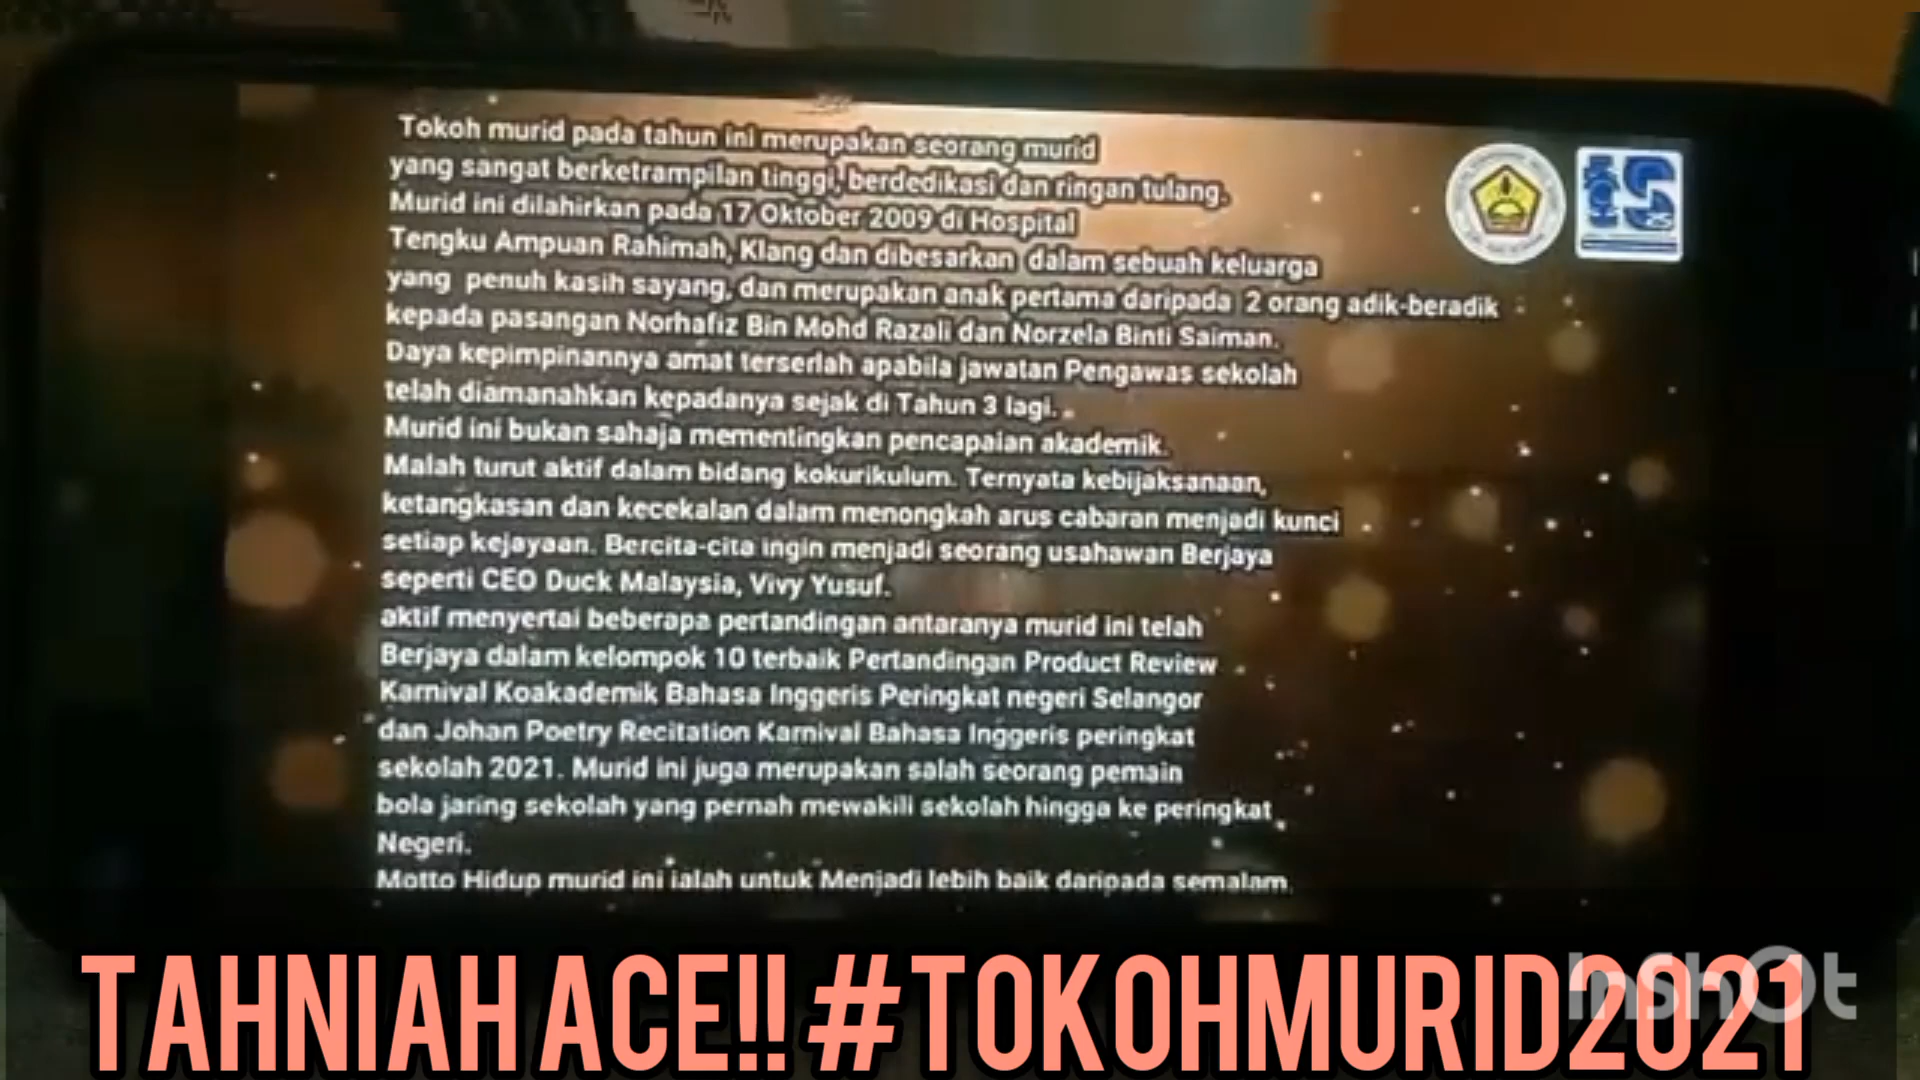 Tokoh murid pada tahun ini merupakan seorang murid
yang sangat berketrampilan tinggi, berdedikasi dan ringan tulang.
Murid ini dilahirkan pada 17 Oktober 2009 di Hospital
Tengku Ampuan Rahimah, Klang dan dibesarkan dalam sebuah keluarga
yang penuh kasih sayang, dan merupakan anak pertama daripada 2 orang adik-beradik
kepada pasangan Norhafiz Bin Mohd Razali dan Norzela Binti Saiman.
Daya kepimpinannya amat terserlah apabila jawatan Pengawas sekolah
telah diamanahkan kepadanya sejak di Tahun 3 lagi.
Murid ini bukan sahaja mementingkan pencapaian akademik.
Malah turut aktif dalam bidang kokurikulum. Ternyata kebijaksanaan,
ketangkasan dan kecekalan dalam menongkah arus cabaran menjadi kunci
setiap kejayaan. Bercita-cita ingin menjadi seorang usahawan Berjaya
seperti CEO Duck Malaysia, Vivy Yusuf.
aktif menyertai beberapa pertandingan antaranya murid ini telah
Berjaya dalam kelompok 10 terbaik Pertandingan Product Review
Karnival Koakademik Bahasa Inggeris Peringkat negeri Selangor
dan Johan Poetry Recitation Karnival Bahasa Inggeris peringkat
sekolah 2021. Murid ini juga merupakan salah seorang pemain
bola jaring sekolah yang pernah mewakili sekolah hingga ke peringkat
Negeri.
Motto Hidup murid ini ialah untuk Menjadi lebih baik daripada semalam.
TAHNIAH ACE!! #TOKOHMURID2021
InShOt